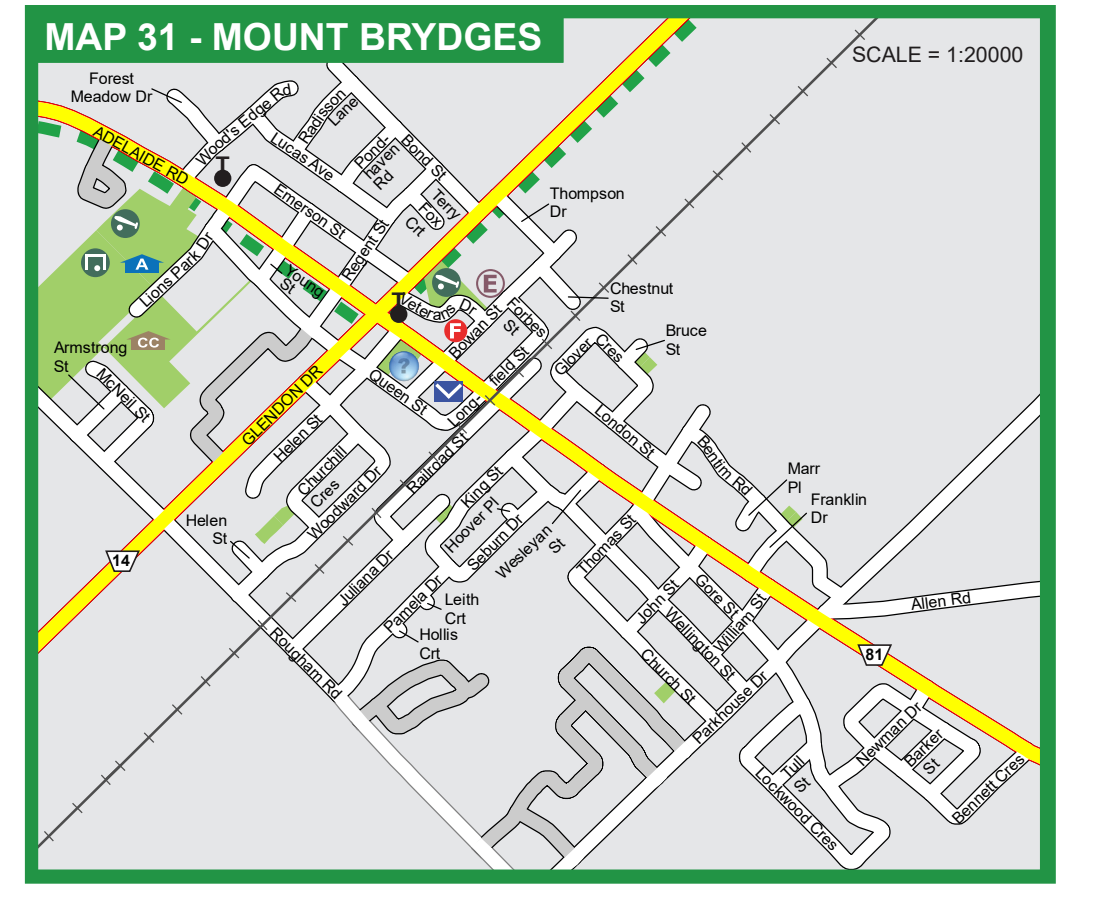 MAP 31 - MOUNT BRYDGES
SCALE = 1:20000
Forest
Meadow Dr
Wood's Edge Rd
Radisson
Lane
ADELAIDE RD
Lucas Ave
Pond-
haven
Rd
Bond St
Terry
Fox
Crt
Thompson
Dr
Emerson St
Regent St
Lions Park Dr
Young
St
A
E
Veterans Dr
Chestnut
St
Forbes
St
Bowan St
F
CC
Armstrong
St
McNeil St
GLENDON DR
?
Queen St
Long-
field St
Glover Cres
Bruce
St
London St
Helen St
Churchill
Cres
Woodward Dr
Railroad St
King St
Hoover Pl
Seburn Dr
Wesleyan
St
Bentim Rd
Marr
Pl
Franklin
Dr
Helen
St
14
Juliana Dr
Thomas St
Pamela Dr
Leith
Crt
Hollis
Crt
John St
Gore St
Wellington St
William St
Allen Rd
Rougham Rd
Church St
Parkhouse Dr
81
Newman Dr
Barker
St
Tull
St
Lockwood Cres
Bennett Cres